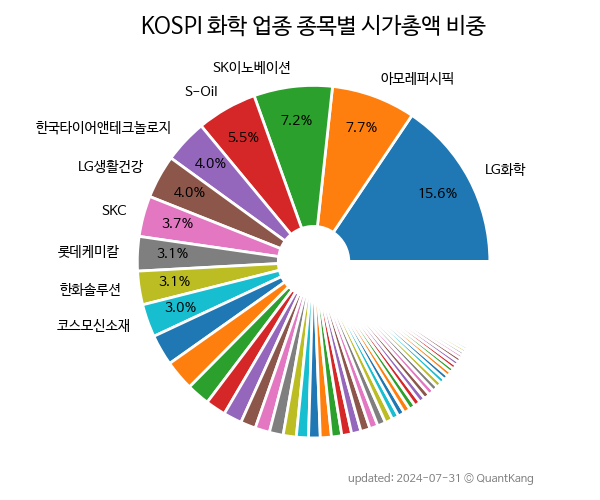 KOSPI 화학 업종 종목별 시가총액 비중
SK이노베이션
아모레퍼시픽
S-Oil
한국타이어앤테크놀로지
LG생활건강
LG화학
SKC
롯데케미칼
한화솔루션
코스모신소재
7.2%
7.7%
5.5%
4.0%
4.0%
15.6%
3.7%
3.1%
3.1%
3.0%
updated: 2024-07-31 © QuantKang